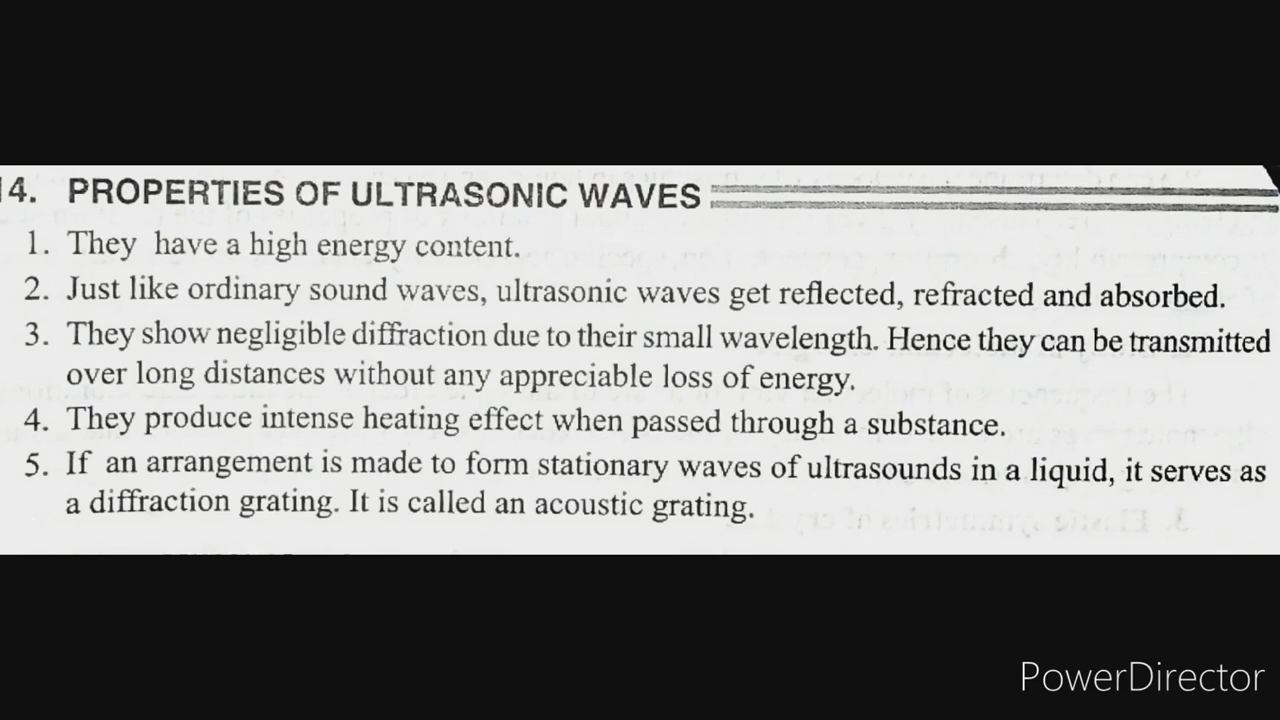 14. PROPERTIES OF ULTRASONIC WAVES
1. They have a high energy content.
2. Just like ordinary sound waves, ultrasonic waves get reflected, refracted and absorbed.
3. They show negligible diffraction due to their small wavelength. Hence they can be transmitted
over long distances without any appreciable loss of energy.
4. They produce intense heating effect when passed through a substance.
5. If an arrangement is made to form stationary waves of ultrasounds in a liquid, it serves as
a diffraction grating. It is called an acoustic grating.
PowerDirector